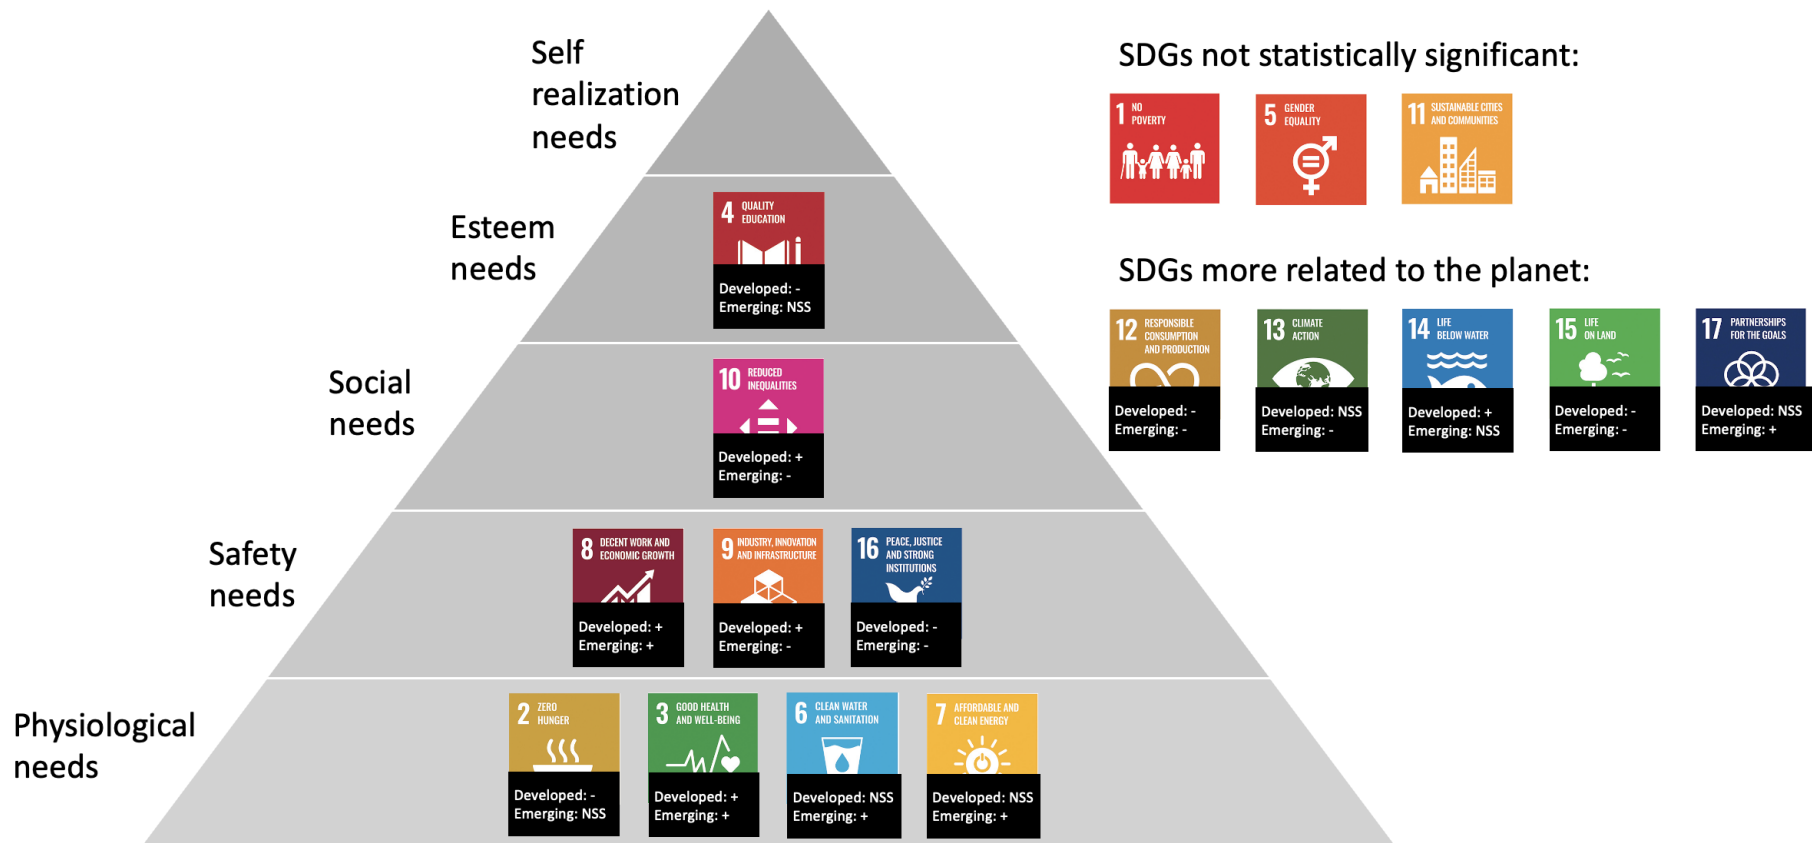 Self
realization
needs
Esteem
needs
4 QUALITY
EDUCATION
Developed: -
Emerging: NSS
Social
needs
10 REDUCED
INEQUALITIES
Developed: +
Emerging: -
Safety
needs
8 DECENT WORK AND
ECONOMIC GROWTH
Developed: +
Emerging: +
9 INDUSTRY, INNOVATION
AND INFRASTRUCTURE
Developed: +
Emerging: -
16 PEACE, JUSTICE
AND STRONG
INSTITUTIONS
Developed: -
Emerging: -
Physiological
needs
2 ZERO
HUNGER
Developed: -
Emerging: NSS
3 GOOD HEALTH
AND WELL-BEING
Developed: +
Emerging: +
6 CLEAN WATER
AND SANITATION
Developed: NSS
Emerging: +
7 AFFORDABLE AND
CLEAN ENERGY
Developed: NSS
Emerging: +
SDGs not statistically significant:
1 NO
POVERTY
5 GENDER
EQUALITY
11 SUSTAINABLE CITIES
AND COMMUNITIES
SDGs more related to the planet:
12 RESPONSIBLE
CONSUMPTION
AND PRODUCTION
Developed: -
Emerging: -
13 CLIMATE
ACTION
Developed: NSS
Emerging: -
14 LIFE
BELOW WATER
Developed: +
Emerging: NSS
15 LIFE
ON LAND
Developed: -
Emerging: -
17 PARTNERSHIPS
FOR THE GOALS
Developed: NSS
Emerging: +